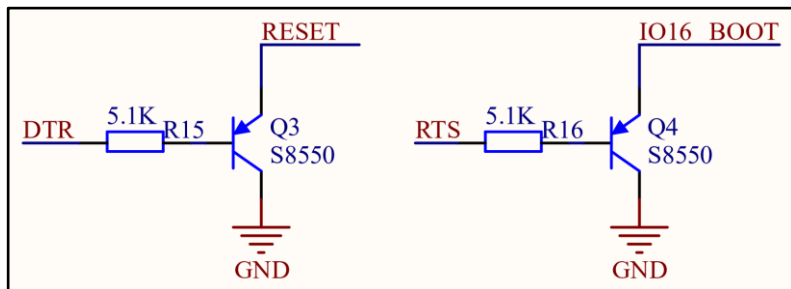 RESET
5.1K
DTR
R15
Q3
S8550
GND
IO16 BOOT
5.1K
RTS
R16
Q4
S8550
GND